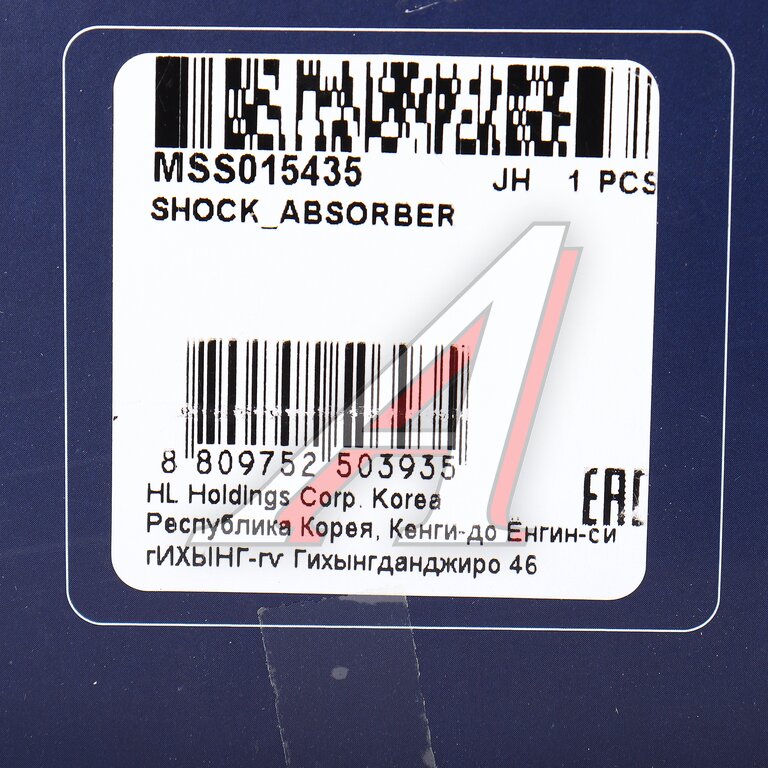 MSS015435 JH 1 PCS
SHOCK_ABSORBER
8 809752 503935
HL Holdings Corp. Korea
EAC
Республика Корея, Кенги-до Ёнгин-си
гИХЫНГ-гv Гихынгданджиро 46